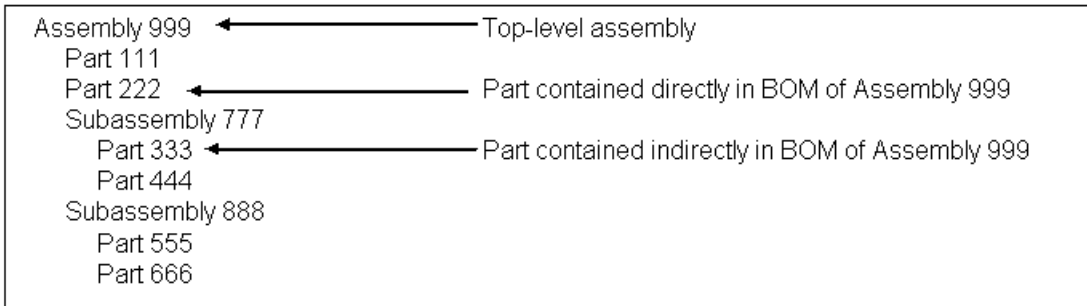 Assembly 999 Top-level assembly
Part 111
Part 222 Part contained directly in BOM of Assembly 999
Subassembly 777
Part 333 Part contained indirectly in BOM of Assembly 999
Part 444
Subassembly 888
Part 555
Part 666